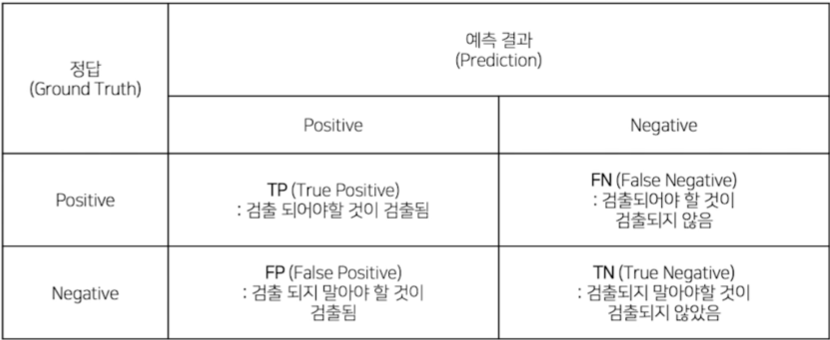 정답
(Ground Truth)
예측 결과
(Prediction)
Positive
Negative
Positive
TP (True Positive)
: 검출 되어야할 것이 검출됨
FN (False Negative)
: 검출되어야 할 것이
검출되지 않음
Negative
FP (False Positive)
: 검출 되지 말아야 할 것이
검출됨
TN (True Negative)
: 검출되지 말아야할 것이
검출되지 않았음